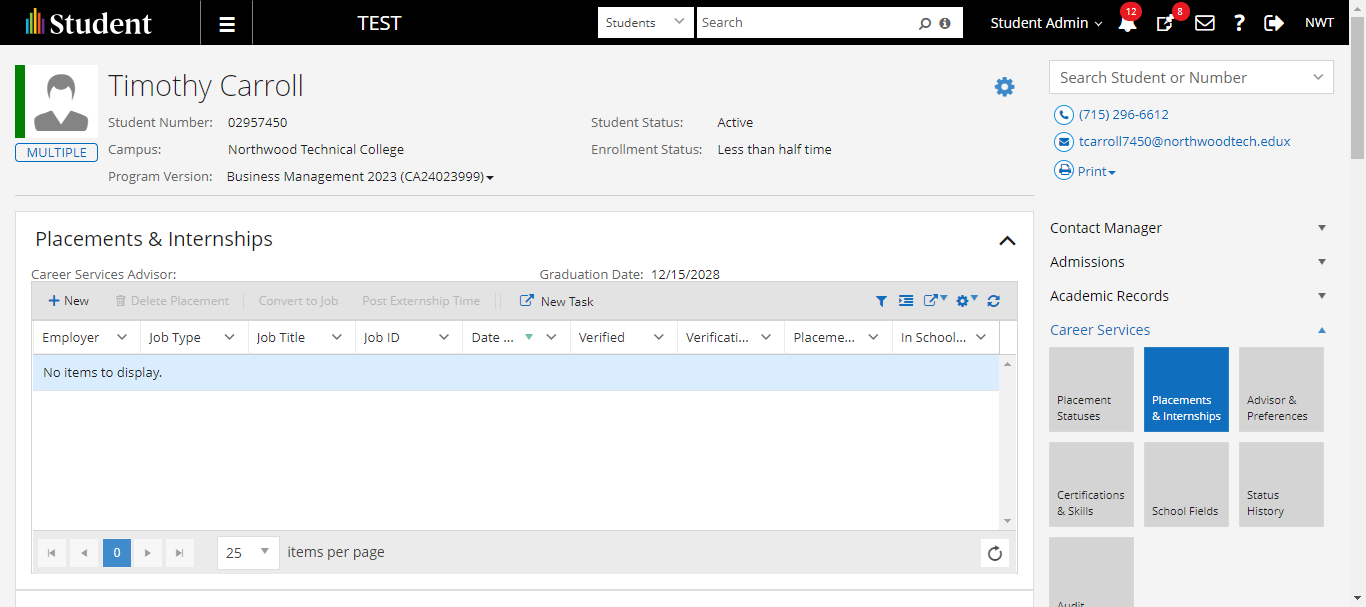 Student
TEST
Students
Search
Student Admin
12
8
?
NWT
Timothy Carroll
Student Number: 02957450
Student Status: Active
MULTIPLE
Campus: Northwood Technical College
Enrollment Status: Less than half time
Program Version: Business Management 2023 (CA24023999)
Search Student or Number
(715) 296-6612
tcarroll7450@northwoodtech.edux
Print
Placements & Internships
Career Services Advisor:
Graduation Date: 12/15/2028
New
Delete Placement
Convert to Job
Post Externship Time
New Task
Employer
Job Type
Job Title
Job ID
Date ...
Verified
Verificati...
Placeme...
In School...
No items to display.
0
25
items per page
Contact Manager
Admissions
Academic Records
Career Services
Placement
Statuses
Placements
& Internships
Advisor &
Preferences
Certifications
& Skills
School Fields
Status
History
Audit